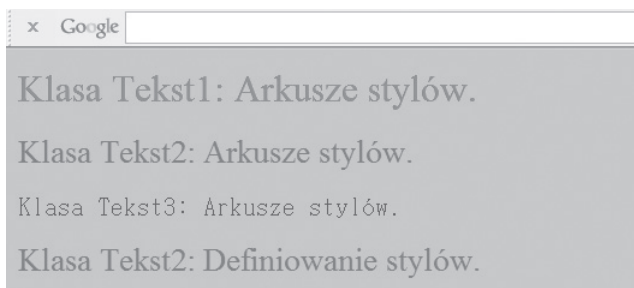 x Google
Klasa Tekst1: Arkusze stylów.
Klasa Tekst2: Arkusze stylów.
Klasa Tekst3: Arkusze stylów.
Klasa Tekst2: Definiowanie stylów.